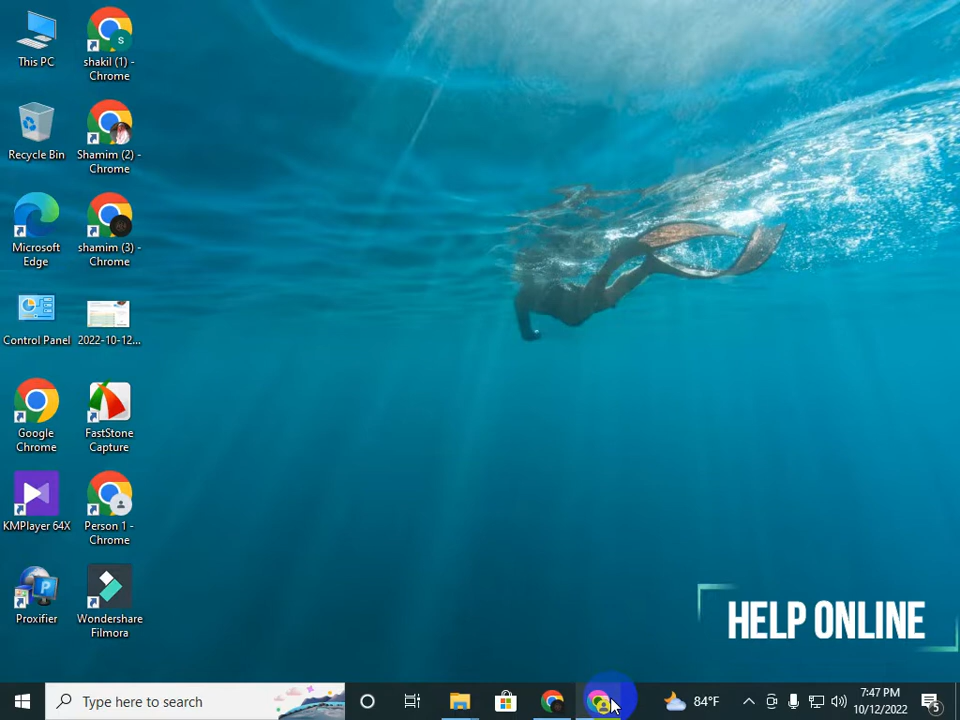 This PC
shakil (1) -
Chrome
Recycle Bin
Shamim (2) -
Chrome
Microsoft
Edge
shamim (3) -
Chrome
Control Panel
2022-10-12...
Google
Chrome
FastStone
Capture
KMPlayer 64X
Person 1 -
Chrome
Proxifier
Wondershare
Filmora
HELP ONLINE
Type here to search
84°F
7:47 PM
10/12/2022
5